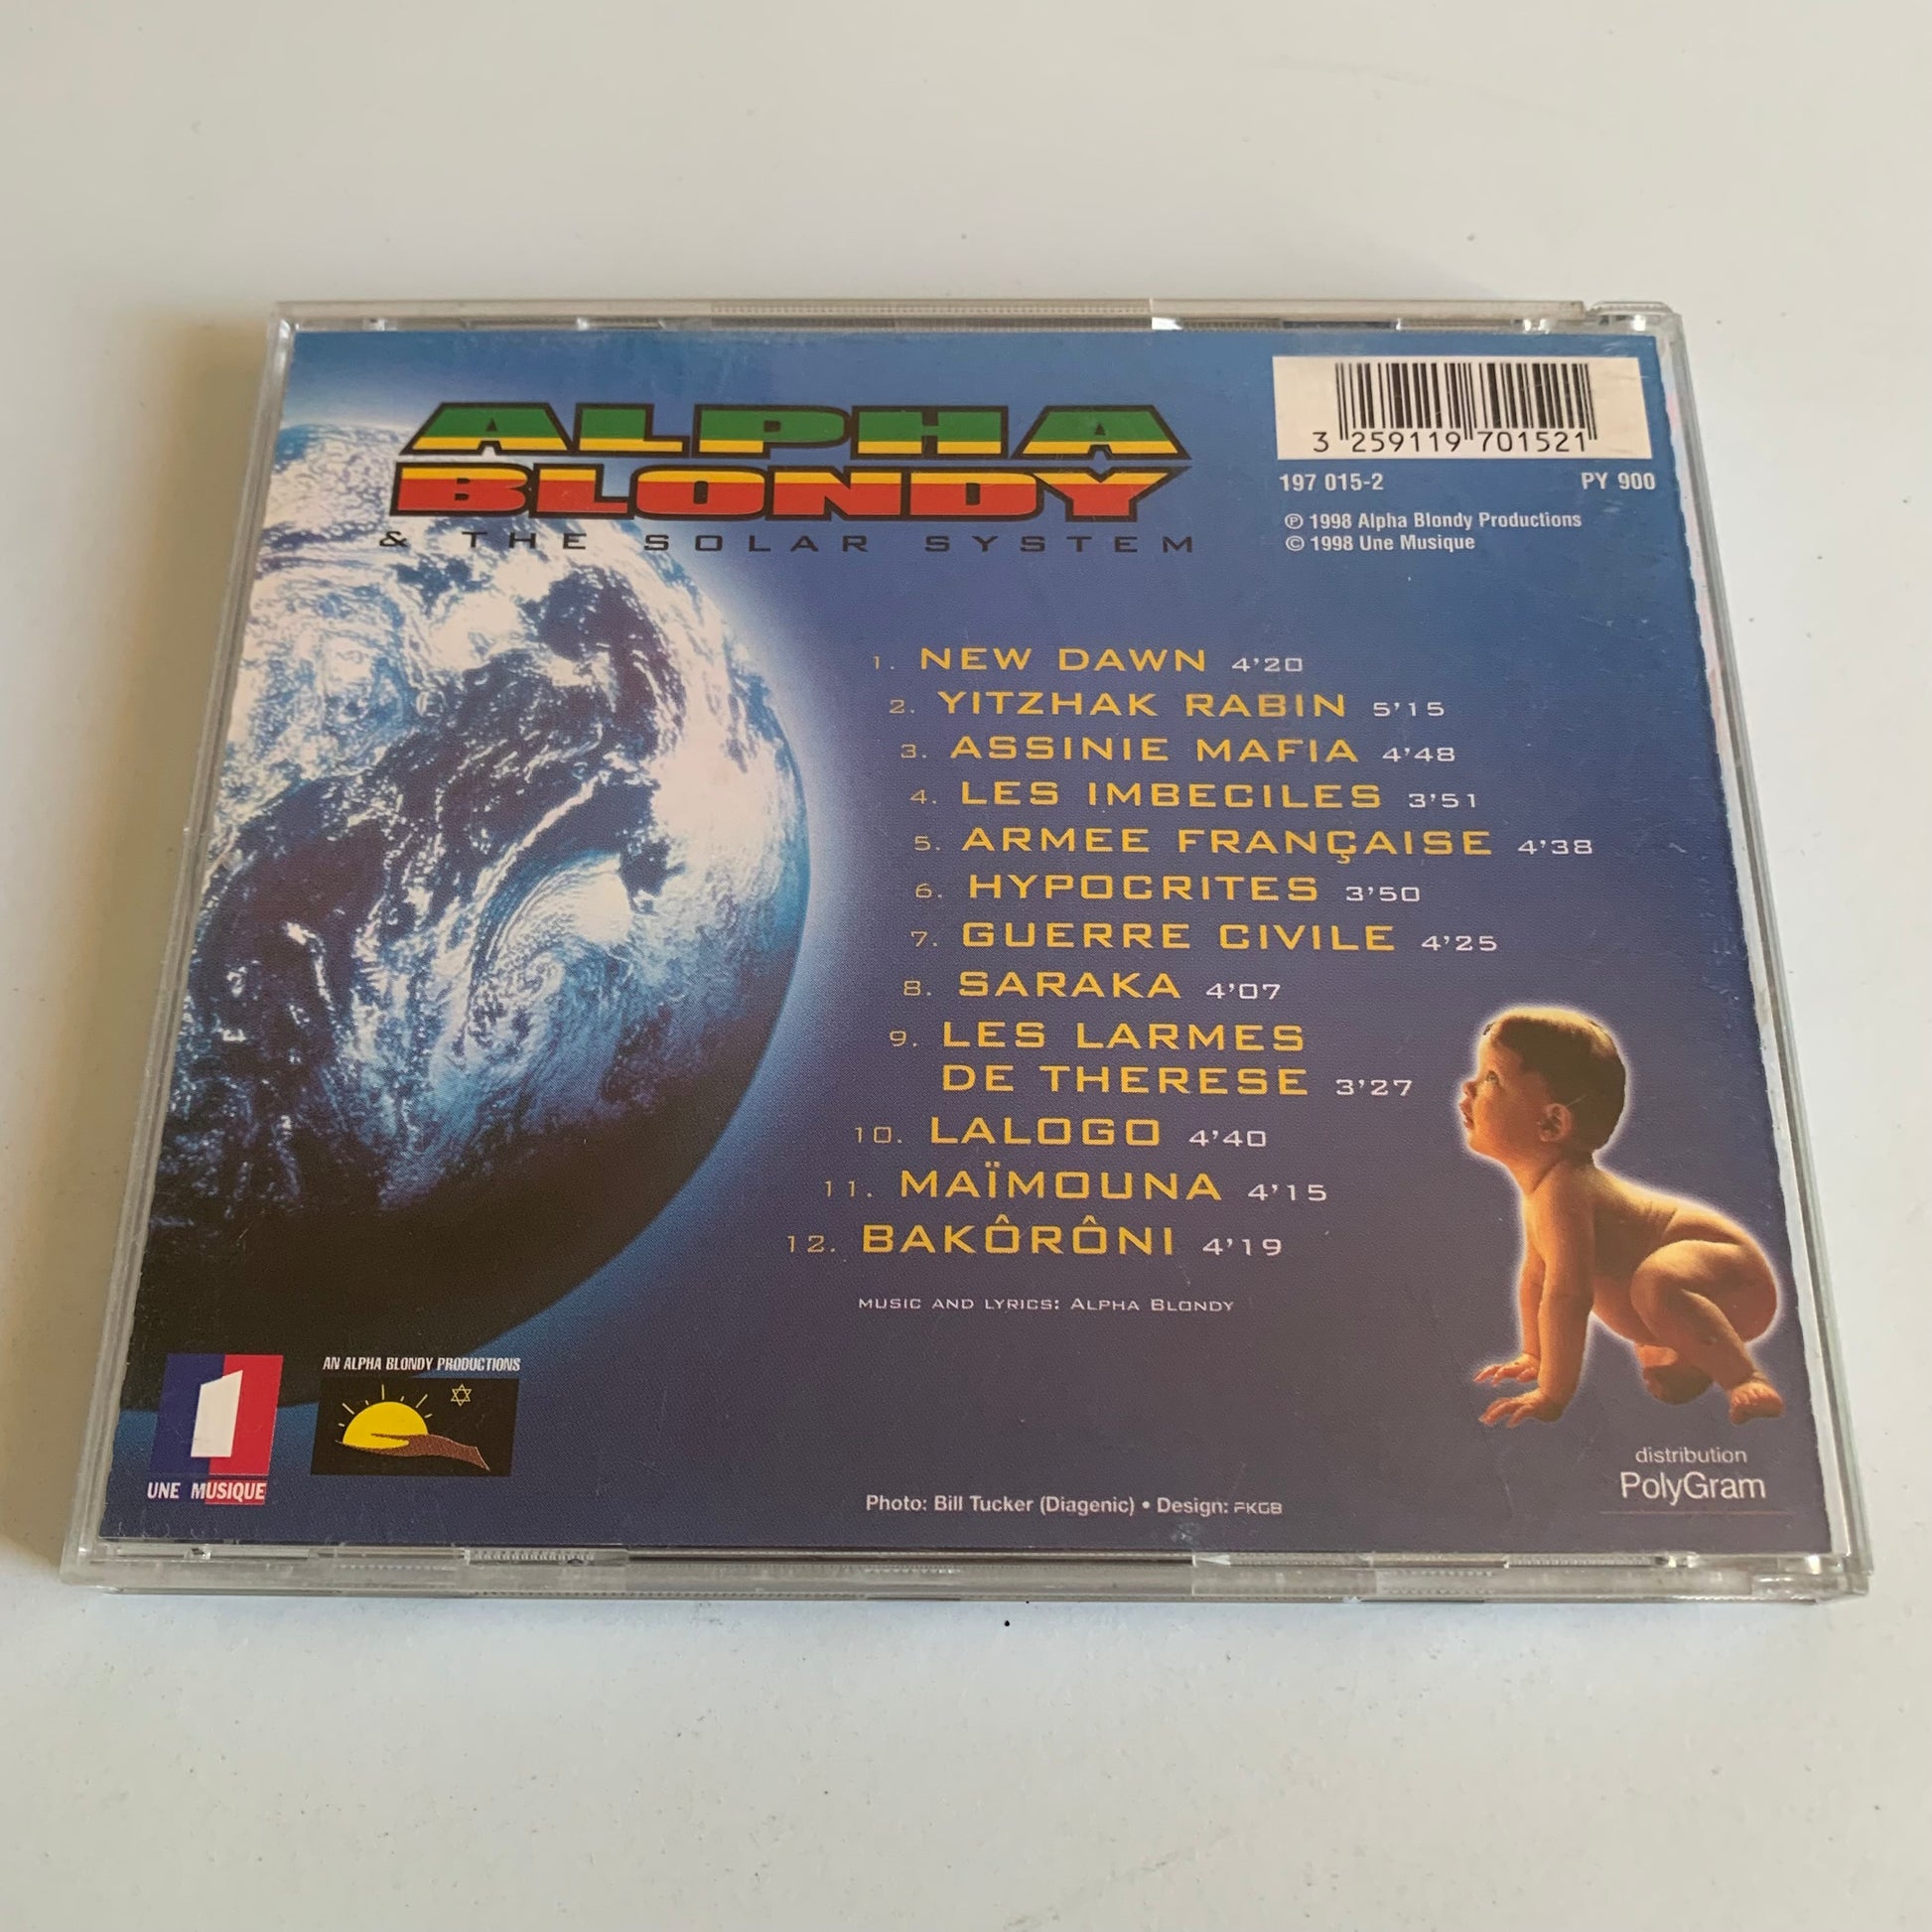 ALPHA
BLONDY
& THE SOLAR SYSTEM
3 259119 701521
197 015-2 PY 900
℗ 1998 Alpha Blondy Productions
© 1998 Une Musique
1. NEW DAWN 4'20
2. YITZHAK RABIN 5'15
3. ASSINIE MAFIA 4'48
4. LES IMBECILES 3'51
5. ARMEE FRANÇAISE 4'38
6. HYPOCRITES 3'50
7. GUERRE CIVILE 4'25
8. SARAKA 4'07
9. LES LARMES
DE THERESE 3'27
10. LALOGO 4'40
11. MAÏMOUNA 4'15
12. BAKÔRÔNI 4'19
MUSIC AND LYRICS: ALPHA BLONDY
1
UNE MUSIQUE
AN ALPHA BLONDY PRODUCTIONS
Photo: Bill Tucker (Diagenic) • Design: FKGB
distribution
PolyGram